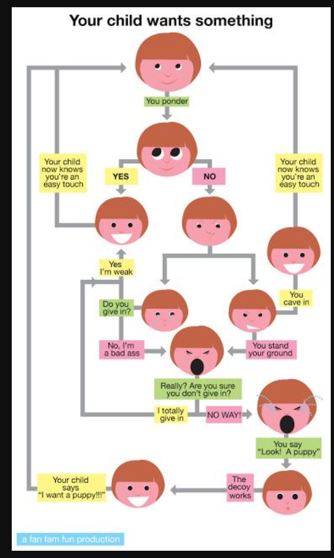 Your child wants something
You ponder
Your child
now knows
you're an
easy touch
YES
NO
Your child
now knows
you're an
easy touch
Yes
I'm weak
You
cave in
Do you
give in?
No, I'm
a bad ass
You stand
your ground
Really? Are you sure
you don't give in?
I totally
give in
NO WAY!
You say
"Look! A puppy"
The
decoy
works
Your child
says
"I want a puppy!!!"
a fan fam fun production